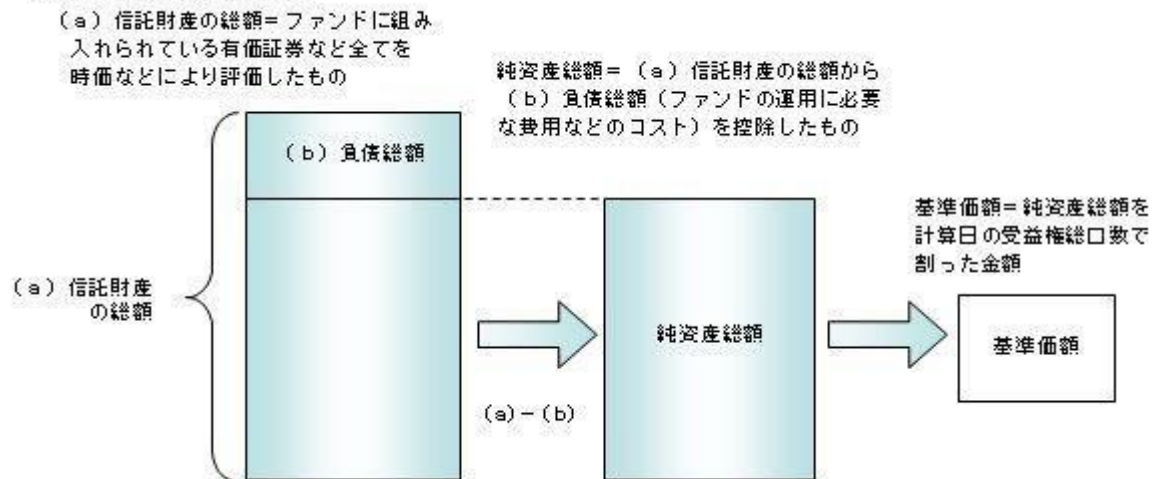 (a)信託財産の総額=ファンドに組み
入れられている有価証券など全てを
時価などにより評価したもの
純資産総額=(a)信託財産の総額から
(b)負債総額(ファンドの運用に必要
な費用などのコスト)を控除したもの
(b)負債総額
基準価額=純資産総額を
計算日の受益権総口数で
割った金額
(a)信託財産
の総額
純資産総額
基準価額
(a)-(b)